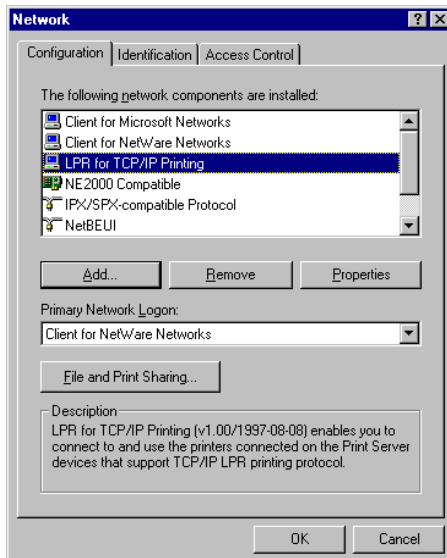 Network
Configuration Identification Access Control
The following network components are installed:
Client for Microsoft Networks
Client for NetWare Networks
LPR for TCP/IP Printing
NE2000 Compatible
IPX/SPX-compatible Protocol
NetBEUI
Add... Remove Properties
Primary Network Logon:
Client for NetWare Networks
File and Print Sharing...
Description
LPR for TCP/IP Printing (v1.00/1997-08-08) enables you to
connect to and use the printers connected on the Print Server
devices that support TCP/IP LPR printing protocol.
OK Cancel